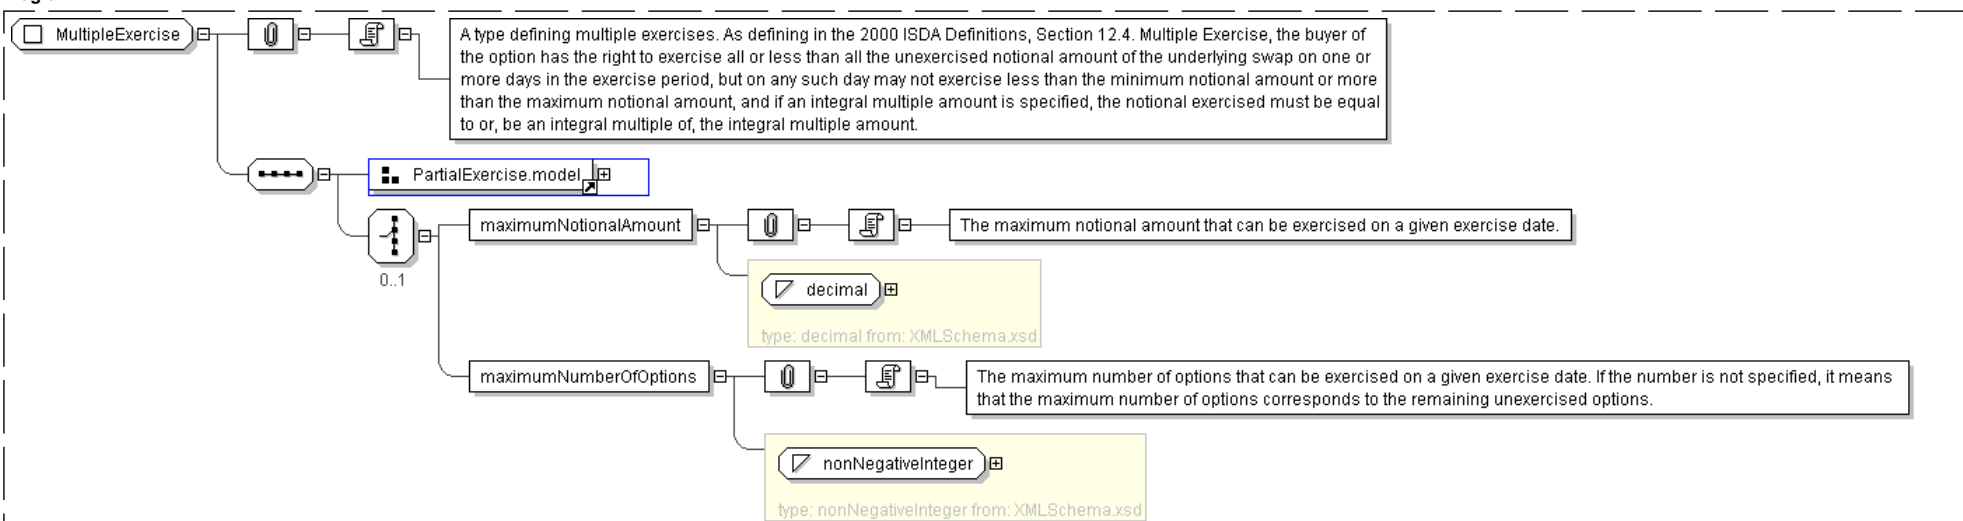 MultipleExercise
A type defining multiple exercises. As defining in the 2000 ISDA Definitions, Section 12.4. Multiple Exercise, the buyer of
the option has the right to exercise all or less than all the unexercised notional amount of the underlying swap on one or
more days in the exercise period, but on any such day may not exercise less than the minimum notional amount or more
than the maximum notional amount, and if an integral multiple amount is specified, the notional exercised must be equal
to or, be an integral multiple of, the integral multiple amount.
PartialExercise.model
maximumNotionalAmount
The maximum notional amount that can be exercised on a given exercise date.
0..1
decimal
type: decimal from: XMLSchema.xsd
maximumNumberOfOptions
The maximum number of options that can be exercised on a given exercise date. If the number is not specified, it means
that the maximum number of options corresponds to the remaining unexercised options.
nonNegativeInteger
type: nonNegativeInteger from: XMLSchema.xsd